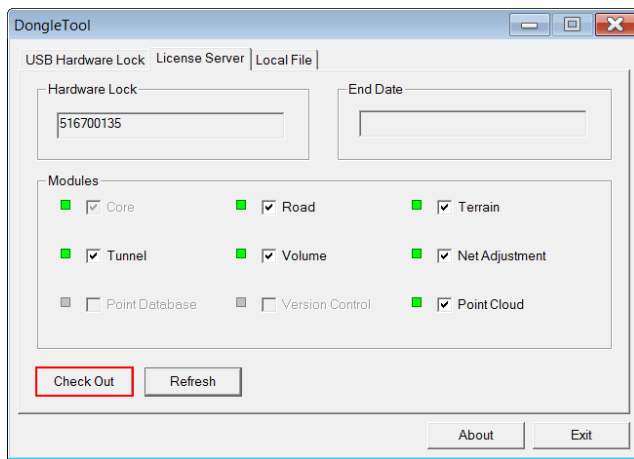 DongleTool
USB Hardware Lock License Server Local File
Hardware Lock End Date
516700135
Modules
Core Road Terrain
Tunnel Volume Net Adjustment
Point Database Version Control Point Cloud
Check Out Refresh
About Exit